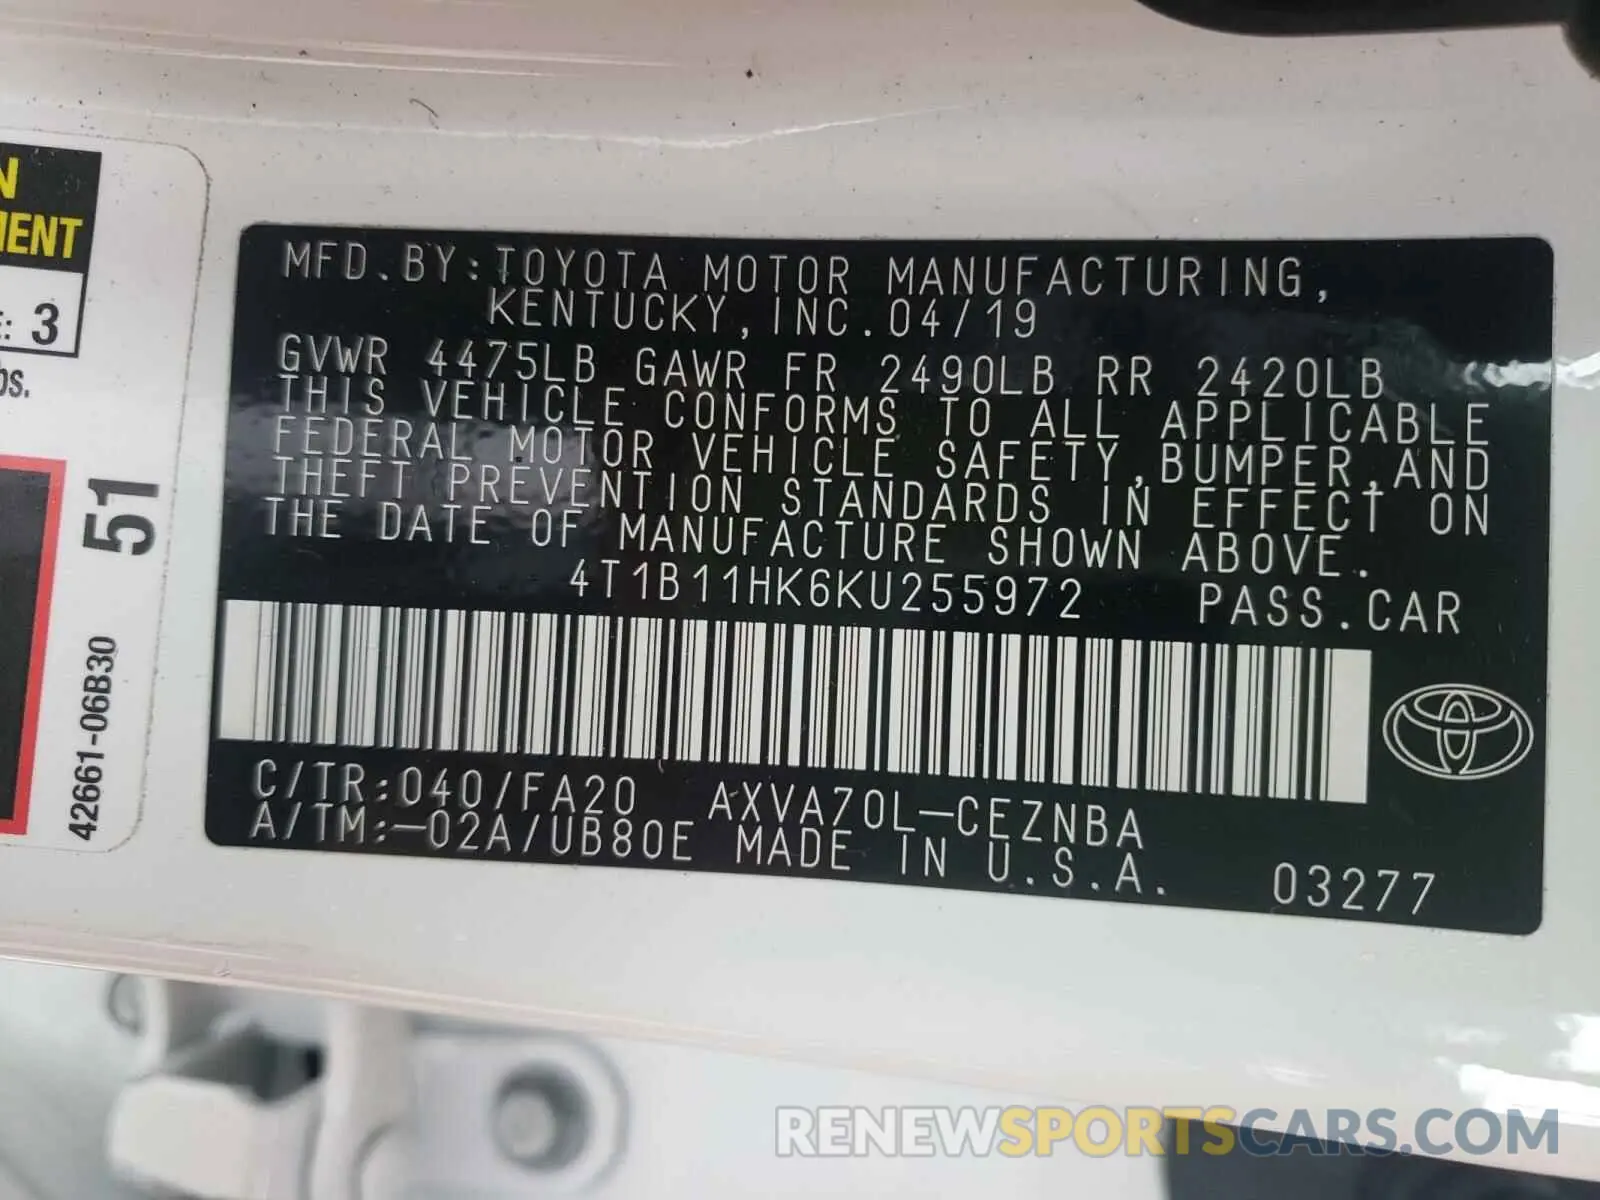 MFD.BY:TOYOTA MOTOR MANUFACTURING,
KENTUCKY,INC.04/19
GVWR 4475LB GAWR FR 2490LB RR 2420LB
THIS VEHICLE CONFORMS TO ALL APPLICABLE
FEDERAL MOTOR VEHICLE SAFETY,BUMPER,AND
THEFT PREVENTION STANDARDS IN EFFECT ON
THE DATE OF MANUFACTURE SHOWN ABOVE.
4T1B11HK6KU255972 PASS.CAR
C/TR:040/FA20 AXVA70L-CEZNBA
A/TM:-02A/UB80E MADE IN U.S.A. 03277
3
51
42661-06B30
RENEWSPORTSCARS.COM